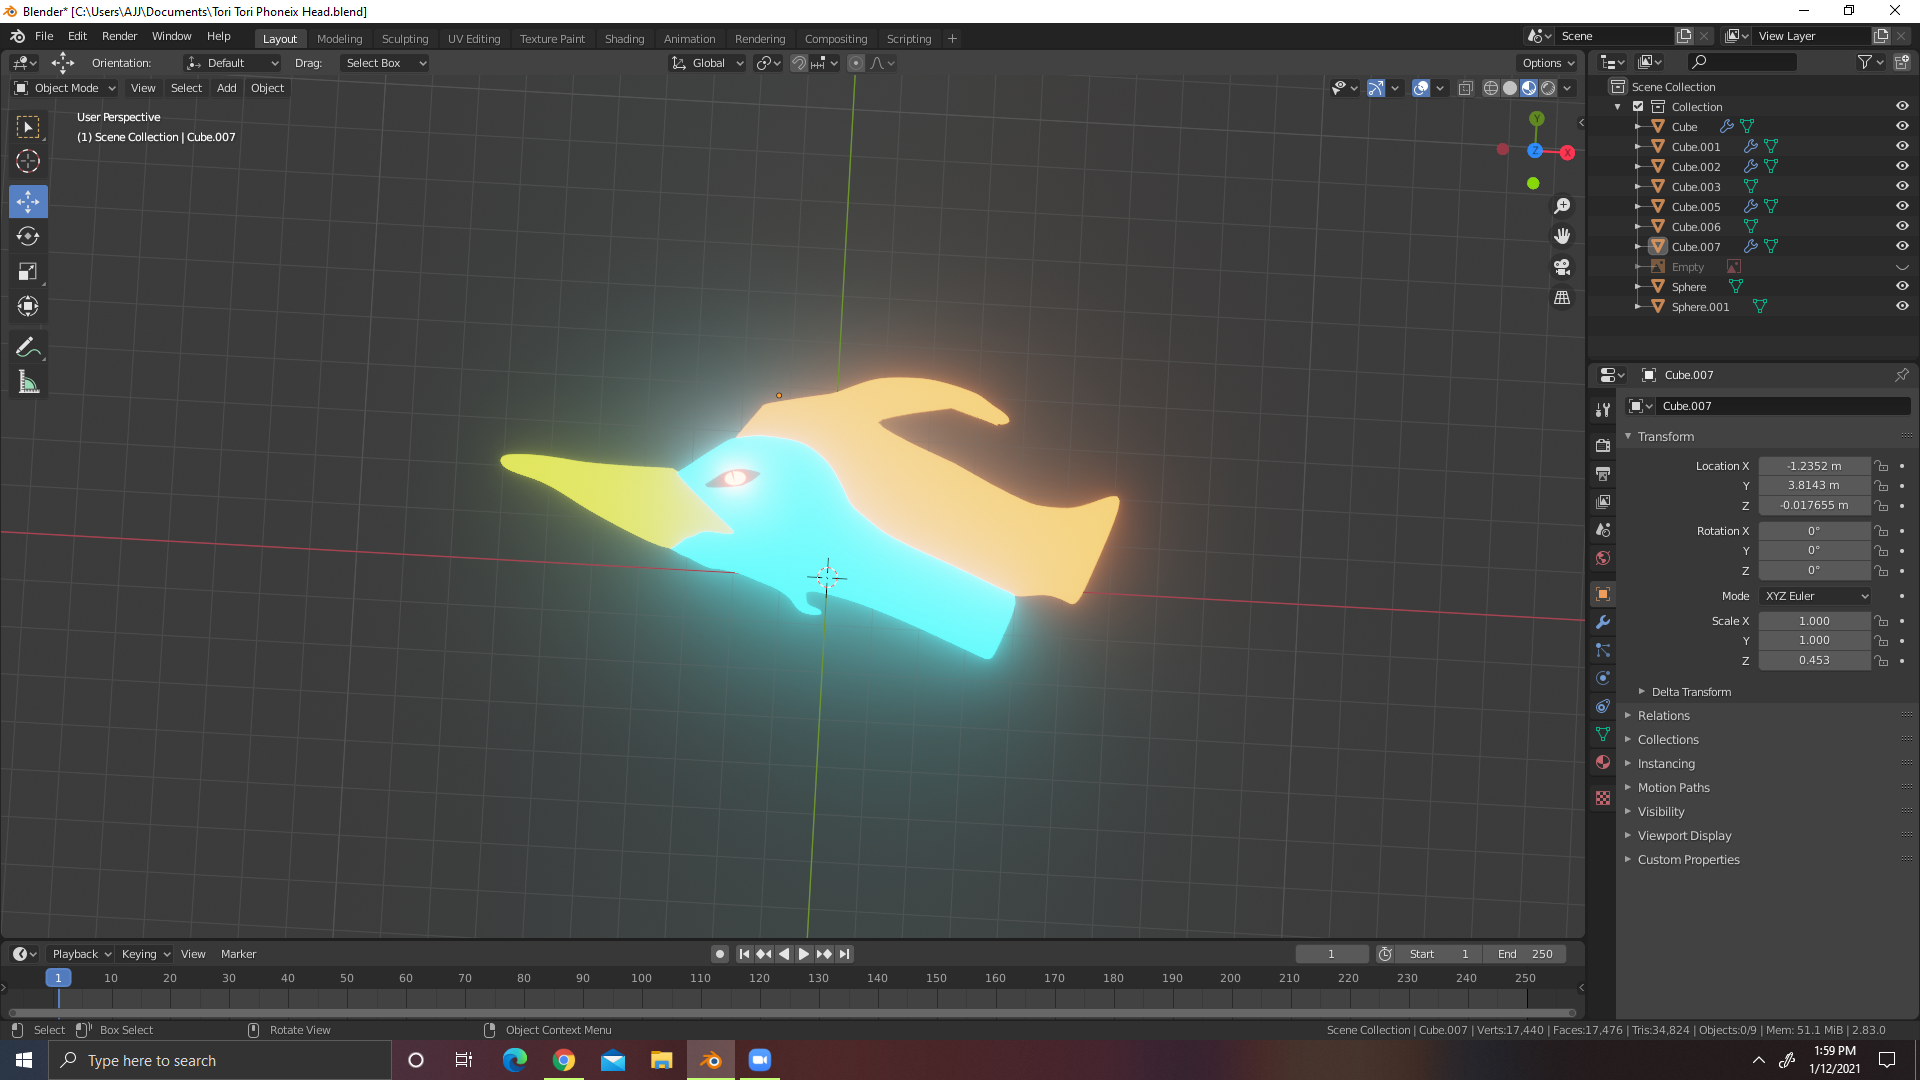 Blender* [C:\Users\AJJ\Documents\Tori Tori Phoneix Head.blend]
File Edit Render Window Help Layout Modeling Sculpting UV Editing Texture Paint Shading Animation Rendering Compositing Scripting + Scene View Layer
Orientation: Default Drag: Select Box Global Options
Object Mode View Select Add Object
User Perspective
(1) Scene Collection | Cube.007
Y
Z
X
Scene Collection
Collection
Cube
Cube.001
Cube.002
Cube.003
Cube.005
Cube.006
Cube.007
Empty
Sphere
Sphere.001
Cube.007
Cube.007
Transform
Location X -1.2352 m
Y 3.8143 m
Z -0.017655 m
Rotation X 0°
Y 0°
Z 0°
Mode XYZ Euler
Scale X 1.000
Y 1.000
Z 0.453
Delta Transform
Relations
Collections
Instancing
Motion Paths
Visibility
Viewport Display
Custom Properties
Playback Keying View Marker 1 Start 1 End 250
1 10 20 30 40 50 60 70 80 90 100 110 120 130 140 150 160 170 180 190 200 210 220 230 240 250
Select Box Select Rotate View Object Context Menu Scene Collection | Cube.007 | Verts:17,440 | Faces:17,476 | Tris:34,824 | Objects:0/9 | Mem: 51.1 MiB | 2.83.0
Type here to search
1:59 PM
1/12/2021